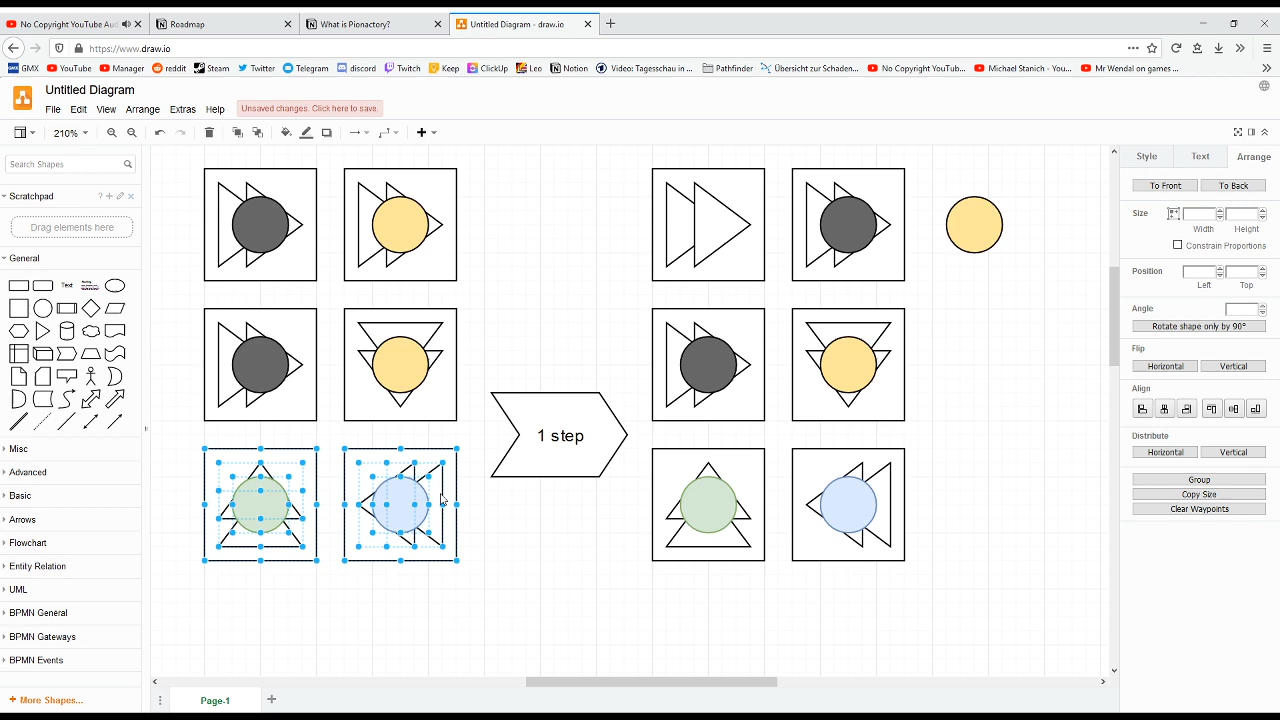 No Copyright YouTube Au
Roadmap
What is Pionactory?
Untitled Diagram - draw.io
https://www.draw.io
GMX YouTube Manager reddit Steam Twitter Telegram discord Twitch Keep ClickUp Notion Video: Tagesschau in ... Pathfinder Übersicht zur Schaden... No Copyright YouTub... Michael Stanich - You... Mr Wendal on game...
Untitled Diagram
File Edit View Arrange Extras Help
Unsaved changes. Click here to save.
210%
Search Shapes
Scratchpad
Drag elements here
General
Text
Misc
Advanced
Basic
Arrows
Flowchart
Entity Relation
UML
BPMN General
BPMN Gateways
BPMN Events
+ More Shapes...
1 step
Page-1
Style Text Arrange
To Front To Back
Size
Width Height
Constrain Proportions
Position
Left Top
Angle
Rotate shape only by 90°
Flip
Horizontal Vertical
Align
Distribute
Horizontal Vertical
Group
Copy Size
Clear Waypoints